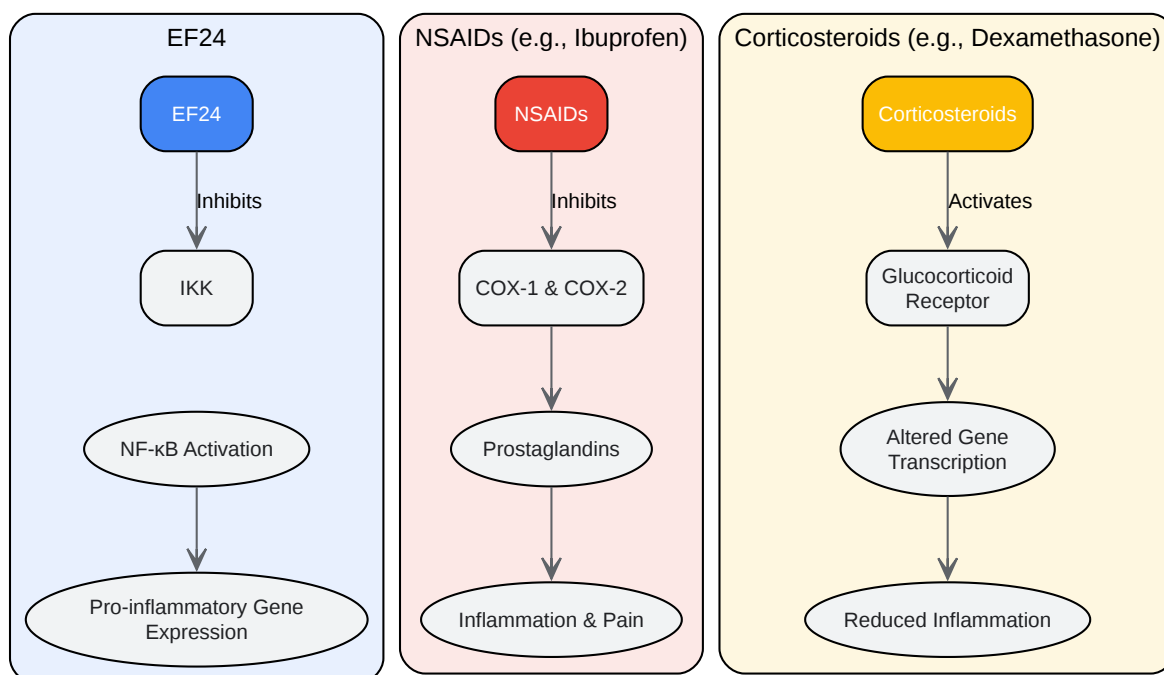 EF24
EF24
Inhibits
IKK
NF-κB Activation
Pro-inflammatory Gene
Expression
NSAIDs (e.g., Ibuprofen)
NSAIDs
Inhibits
COX-1 & COX-2
Prostaglandins
Inflammation & Pain
Corticosteroids (e.g., Dexamethasone)
Corticosteroids
Activates
Glucocorticoid
Receptor
Altered Gene
Transcription
Reduced Inflammation